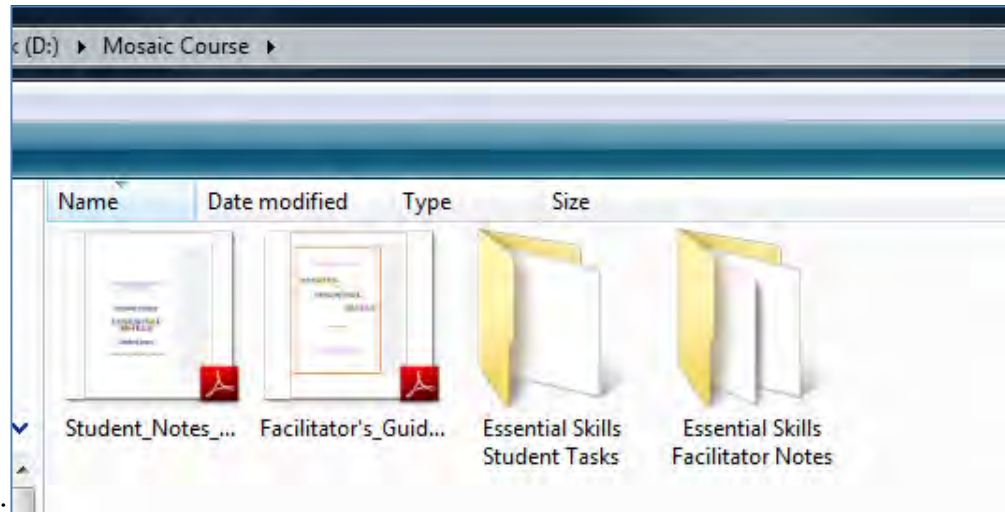 (D:) ▸ Mosaic Course ▸
Name Date modified Type Size
Student_Notes_... Facilitator's_Guid... Essential Skills Student Tasks Essential Skills Facilitator Notes